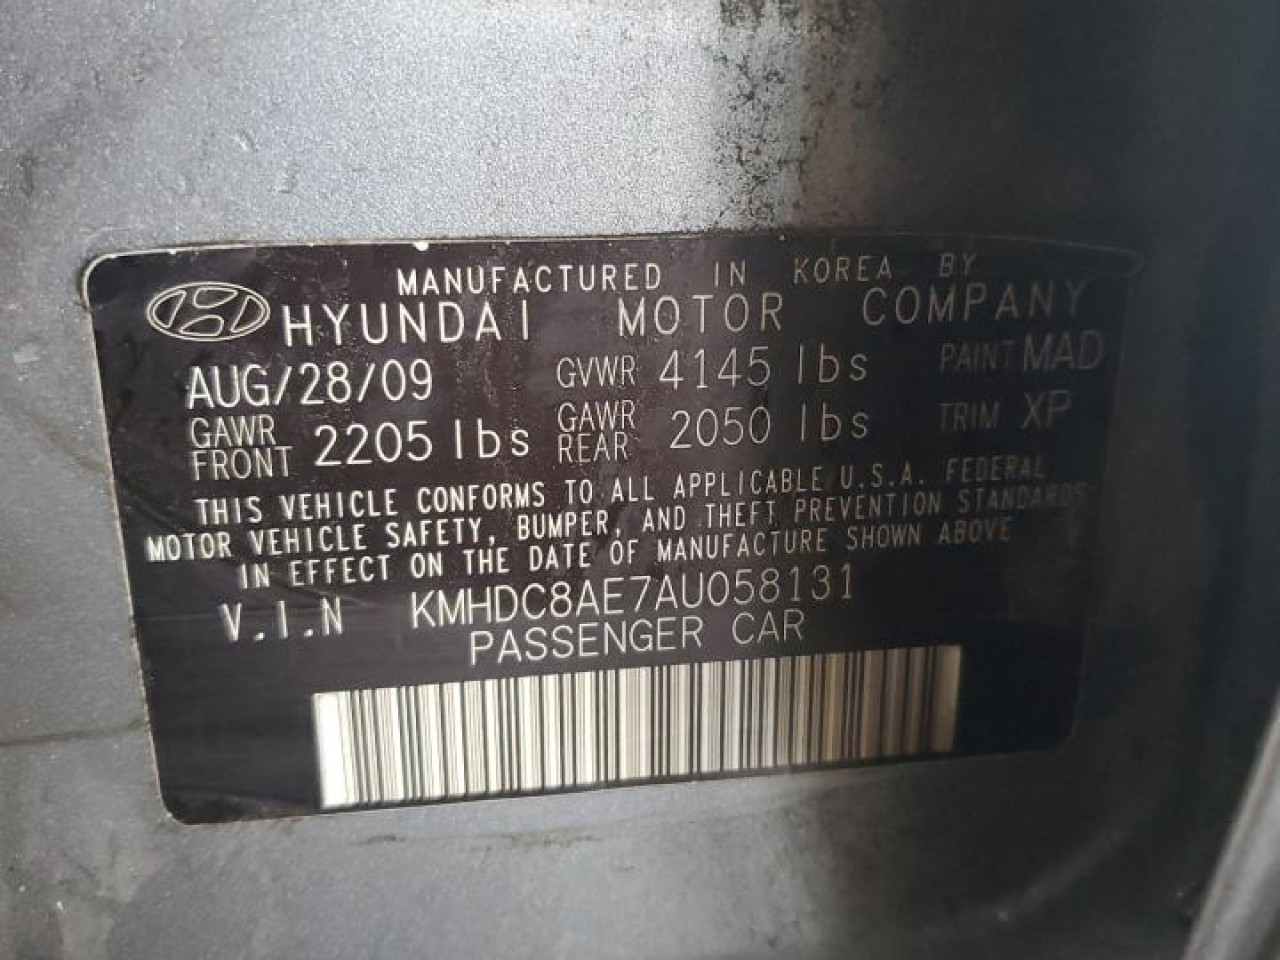 MANUFACTURED IN KOREA BY
HYUNDAI MOTOR COMPANY
AUG/28/09 GVWR 4145 lbs PAINT MAD
GAWR FRONT 2205 lbs GAWR REAR 2050 lbs TRIM XP
THIS VEHICLE CONFORMS TO ALL APPLICABLE U.S.A. FEDERAL
MOTOR VEHICLE SAFETY, BUMPER, AND THEFT PREVENTION STANDARDS
IN EFFECT ON THE DATE OF MANUFACTURE SHOWN ABOVE
V.I.N KMHDC8AE7AU058131
PASSENGER CAR